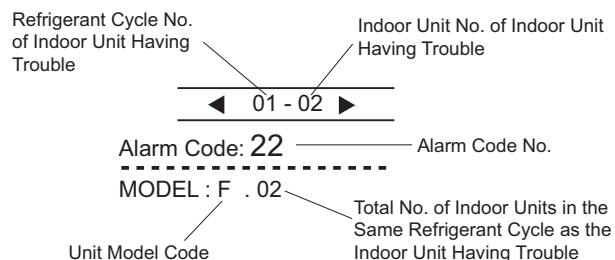 Refrigerant Cycle No.
of Indoor Unit Having
Trouble
Indoor Unit No. of Indoor Unit
Having Trouble
◀ 01 - 02 ▶
Alarm Code: 22
Alarm Code No.
MODEL : F . 02
Total No. of Indoor Units in the
Same Refrigerant Cycle as the
Indoor Unit Having Trouble
Unit Model Code